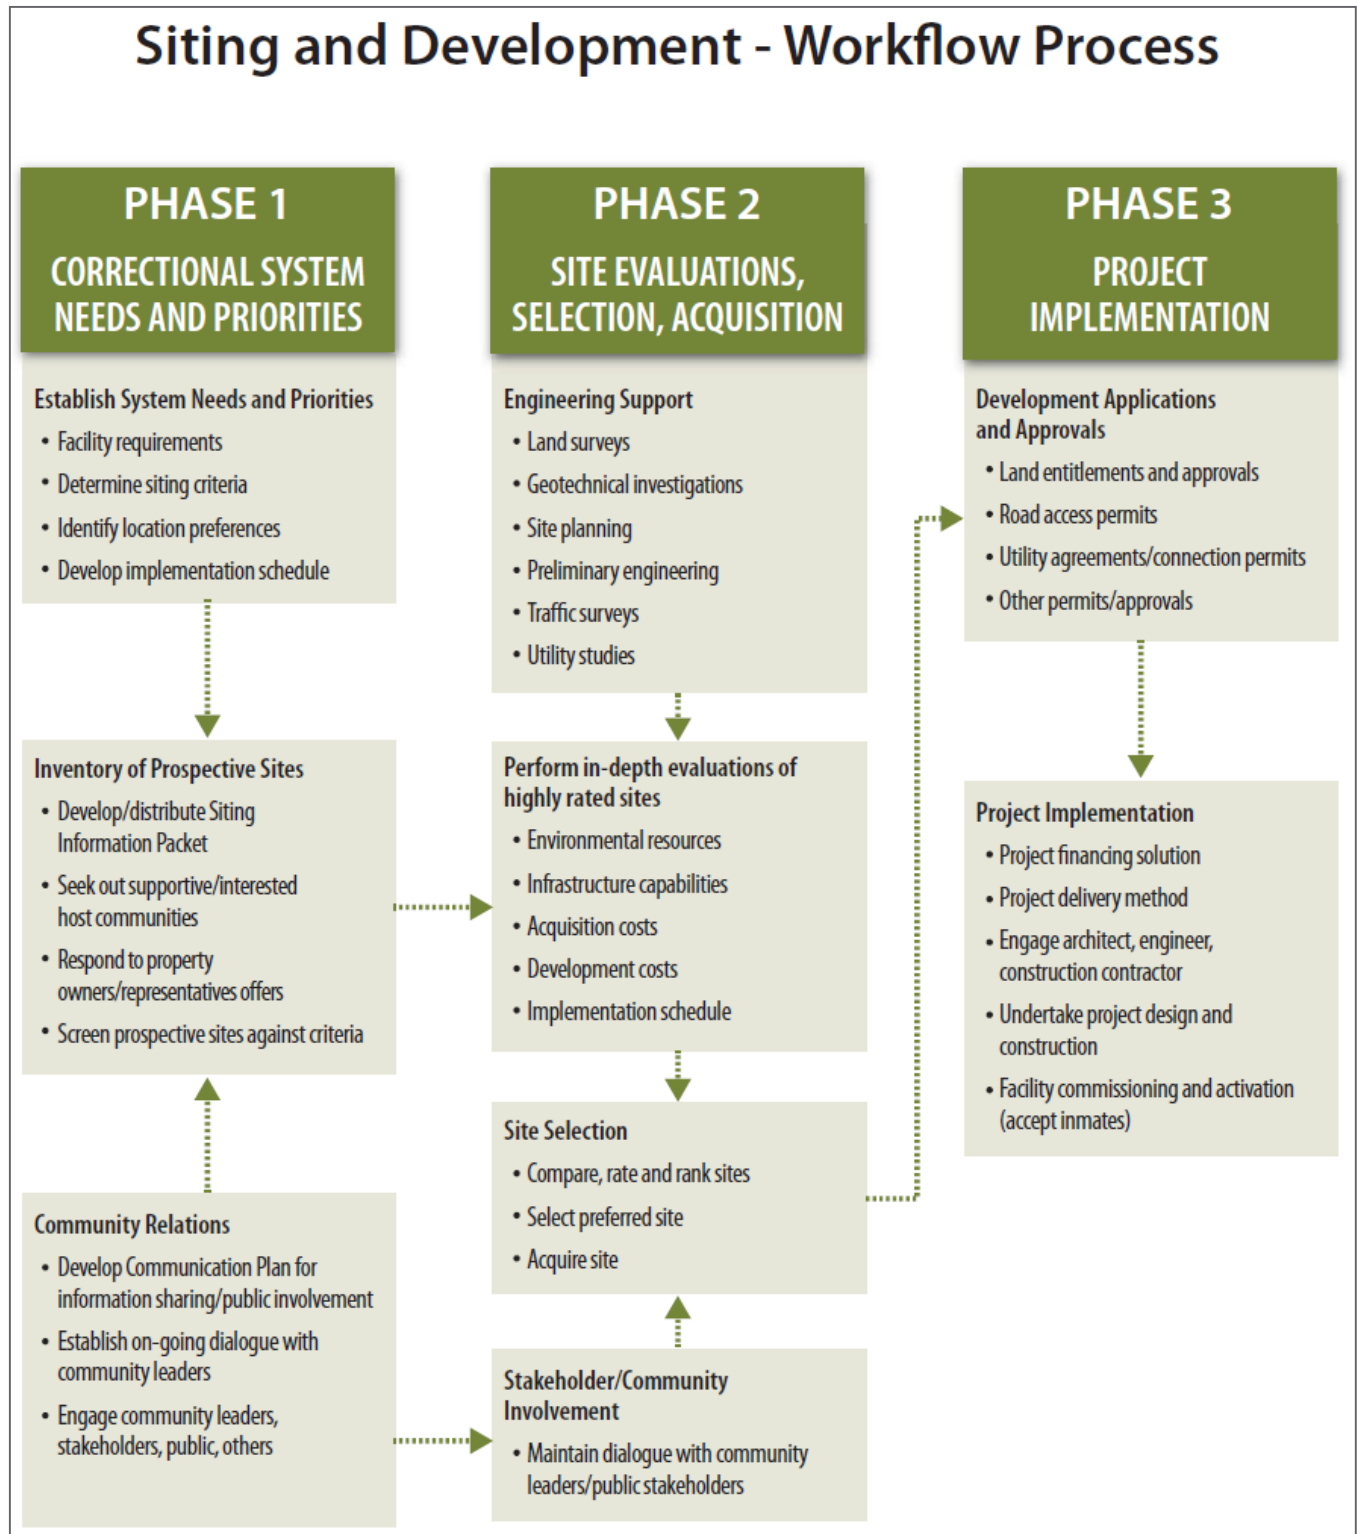 Siting and Development - Workflow Process
PHASE 1
CORRECTIONAL SYSTEM
NEEDS AND PRIORITIES
Establish System Needs and Priorities
• Facility requirements
• Determine siting criteria
• Identify location preferences
• Develop implementation schedule
Inventory of Prospective Sites
• Develop/distribute Siting
Information Packet
• Seek out supportive/interested
host communities
• Respond to property
owners/representatives offers
• Screen prospective sites against criteria
Community Relations
• Develop Communication Plan for
information sharing/public involvement
• Establish on-going dialogue with
community leaders
• Engage community leaders,
stakeholders, public, others
PHASE 2
SITE EVALUATIONS,
SELECTION, ACQUISITION
Engineering Support
• Land surveys
• Geotechnical investigations
• Site planning
• Preliminary engineering
• Traffic surveys
• Utility studies
Perform in-depth evaluations of
highly rated sites
• Environmental resources
• Infrastructure capabilities
• Acquisition costs
• Development costs
• Implementation schedule
Site Selection
• Compare, rate and rank sites
• Select preferred site
• Acquire site
Stakeholder/Community
Involvement
• Maintain dialogue with community
leaders/public stakeholders
PHASE 3
PROJECT
IMPLEMENTATION
Development Applications
and Approvals
• Land entitlements and approvals
• Road access permits
• Utility agreements/connection permits
• Other permits/approvals
Project Implementation
• Project financing solution
• Project delivery method
• Engage architect, engineer,
construction contractor
• Undertake project design and
construction
• Facility commissioning and activation
(accept inmates)